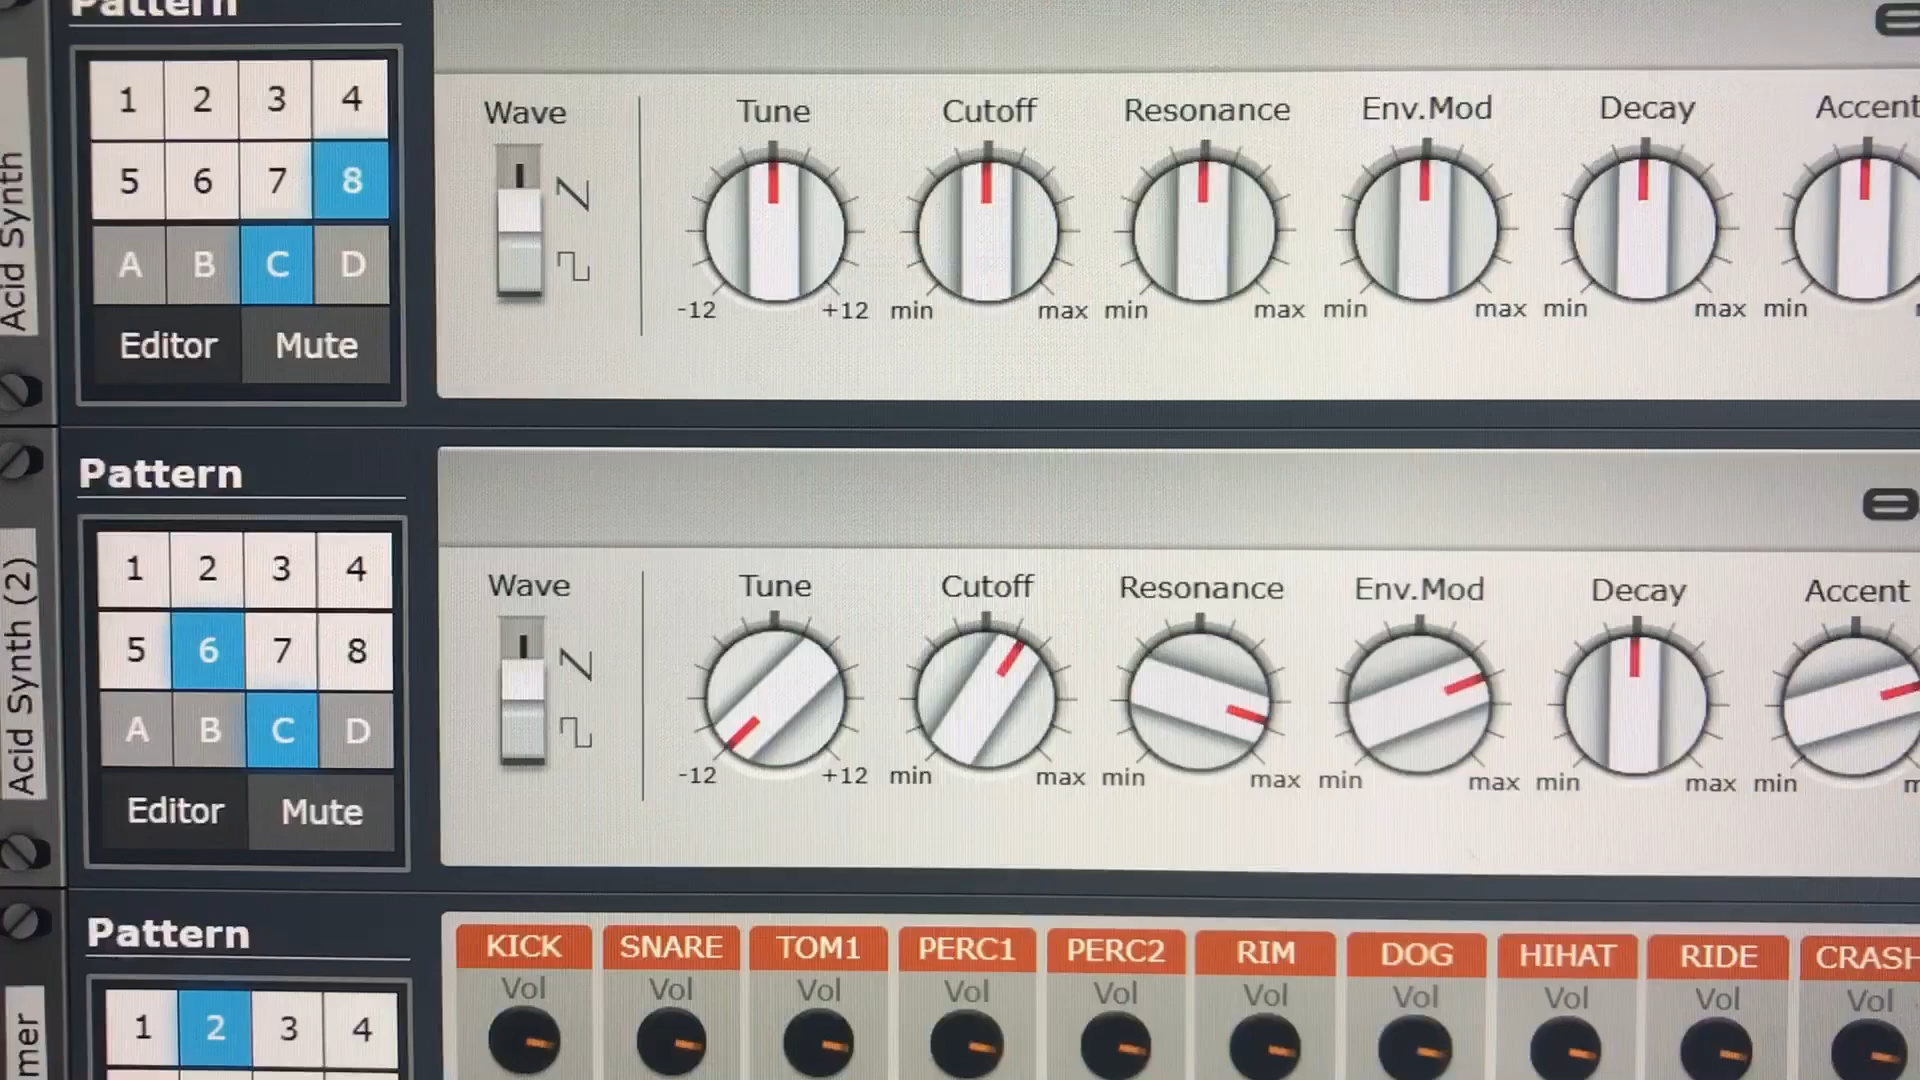 Pattern
1 2 3 4
5 6 7 8
A B C D
Editor Mute
Acid Synth
Wave Tune Cutoff Resonance Env.Mod Decay Accent
-12 +12 min max min max min max min max min
Pattern
1 2 3 4
5 6 7 8
A B C D
Editor Mute
Acid Synth (2)
Wave Tune Cutoff Resonance Env.Mod Decay Accent
-12 +12 min max min max min max min max min
Pattern
1 2 3 4
KICK SNARE TOM1 PERC1 PERC2 RIM DOG HIHAT RIDE CRASH
Vol Vol Vol Vol Vol Vol Vol Vol Vol Vol